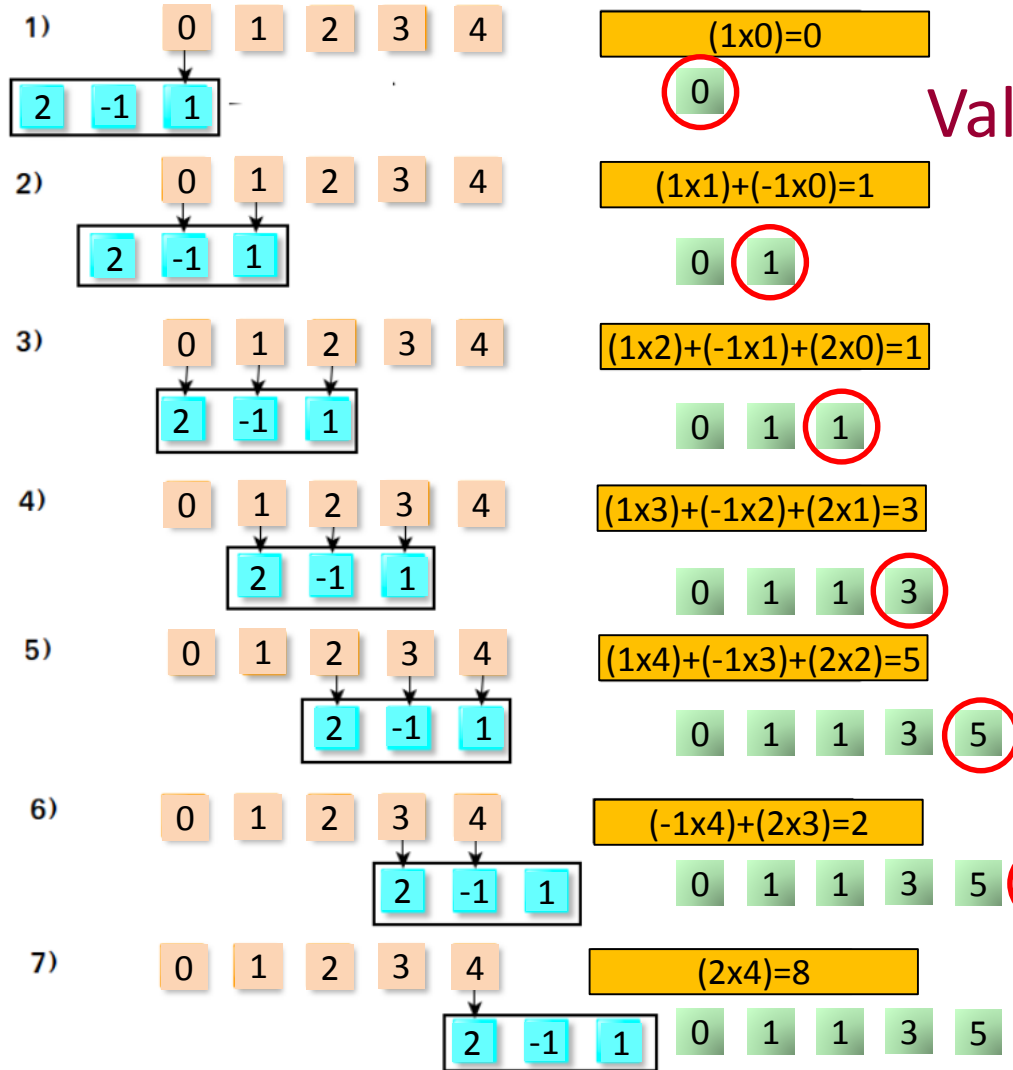 1) 0 1 2 3 4 (1x0)=0
2 -1 1 0
Val
2) 0 1 2 3 4 (1x1)+(-1x0)=1
2 -1 1 0 1
3) 0 1 2 3 4 (1x2)+(-1x1)+(2x0)=1
2 -1 1 0 1 1
4) 0 1 2 3 4 (1x3)+(-1x2)+(2x1)=3
2 -1 1 0 1 1 3
5) 0 1 2 3 4 (1x4)+(-1x3)+(2x2)=5
2 -1 1 0 1 1 3 5
6) 0 1 2 3 4 (-1x4)+(2x3)=2
2 -1 1 0 1 1 3 5
7) 0 1 2 3 4 (2x4)=8
2 -1 1 0 1 1 3 5